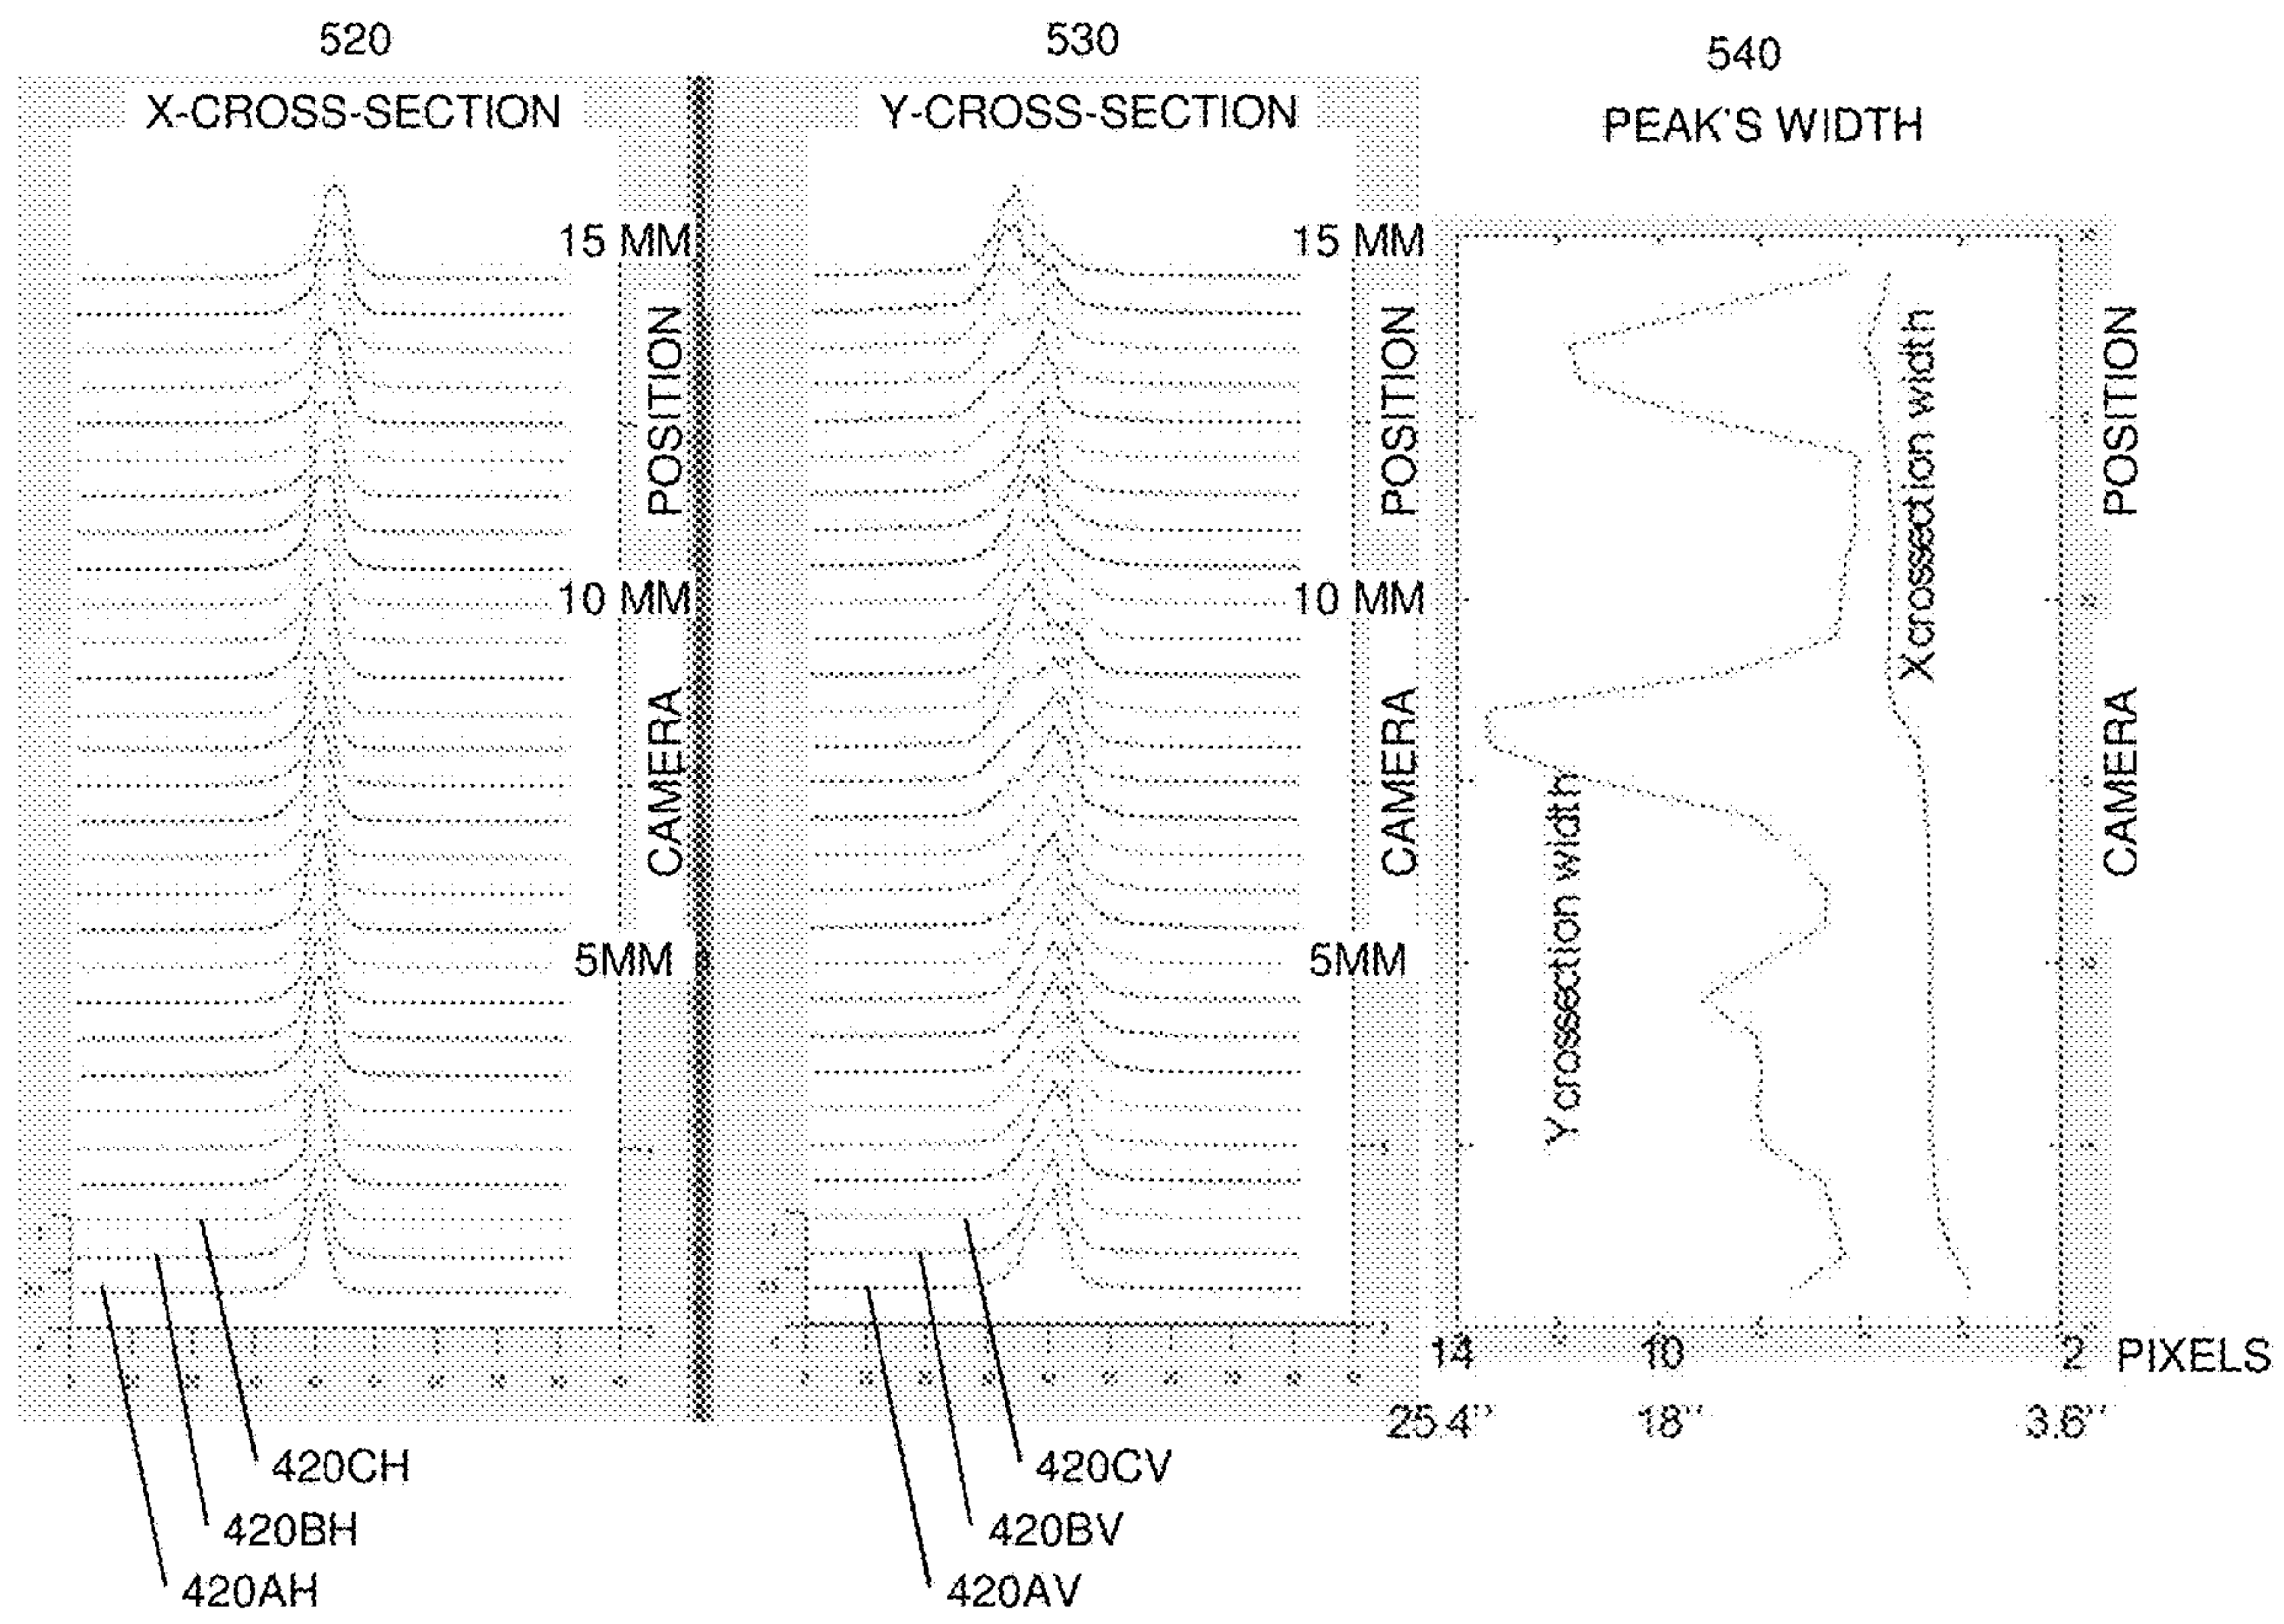 520
530
540
X-CROSS-SECTION
Y-CROSS-SECTION
PEAK'S WIDTH
15 MM
15 MM
POSITION
POSITION
POSITION
X crossection width
10 MM
10 MM
CAMERA
CAMERA
CAMERA
Y crossection width
5MM
5MM
14
10
2
PIXELS
25.4"
18"
3.6"
420CH
420CV
420BH
420BV
420AH
420AV